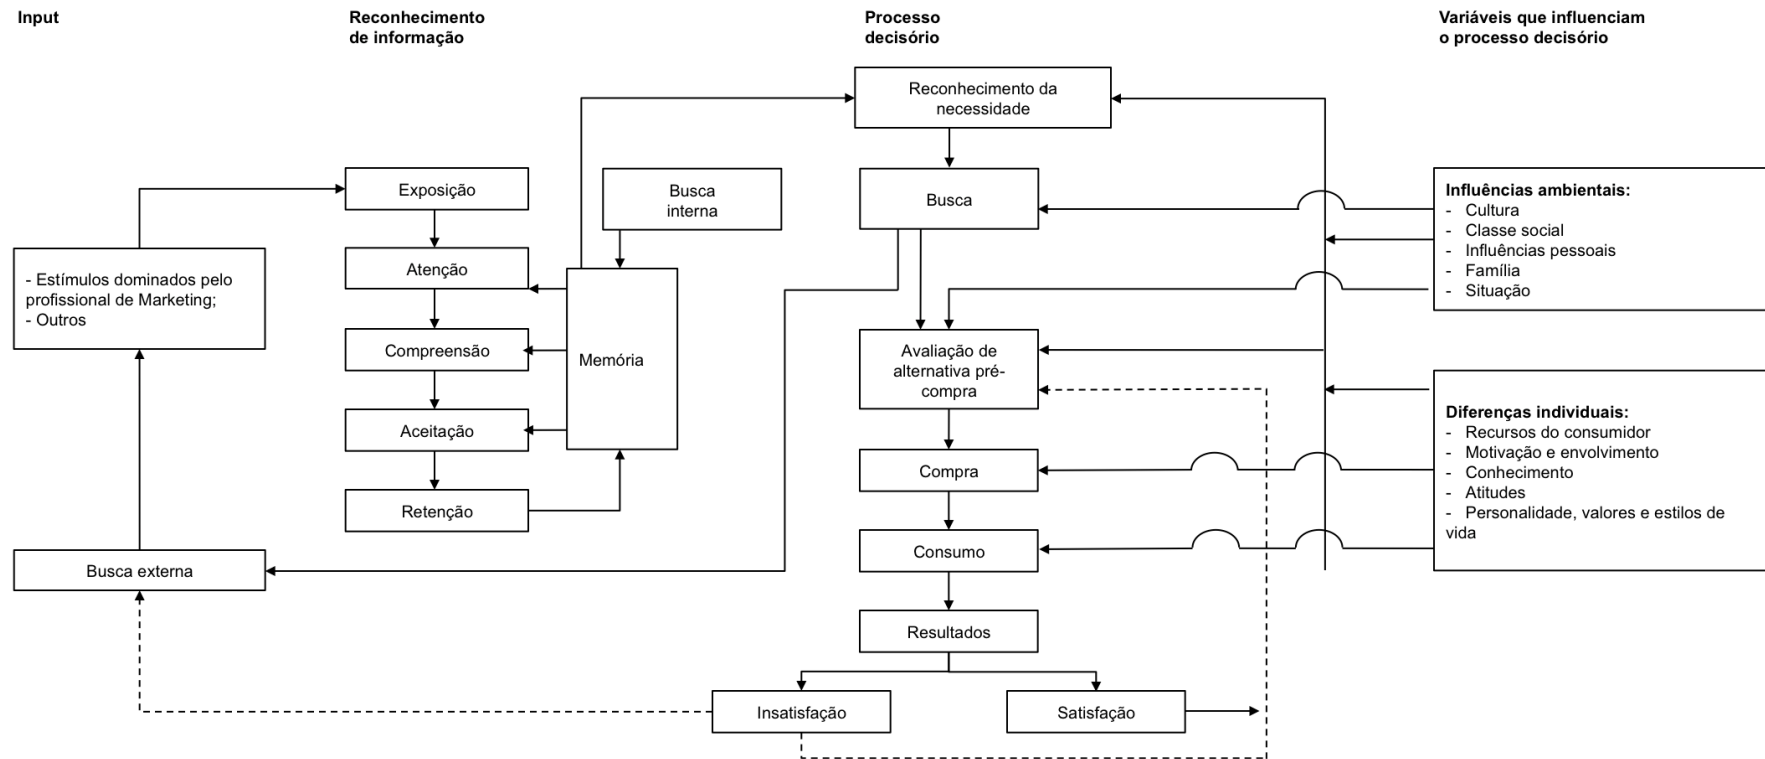 Input
Reconhecimento
de informação
Processo
decisório
Variáveis que influenciam
o processo decisório
Reconhecimento da
necessidade
Exposição
Busca
interna
Busca
Influências ambientais:
- Cultura
- Classe social
- Influências pessoais
- Família
- Situação
- Estímulos dominados pelo
profissional de Marketing;
- Outros
Atenção
Compreensão
Memória
Avaliação de
alternativa pré-
compra
Aceitação
Diferenças individuais:
- Recursos do consumidor
- Motivação e envolvimento
- Conhecimento
- Atitudes
- Personalidade, valores e estilos de
vida
Retenção
Compra
Busca externa
Consumo
Resultados
Insatisfação
Satisfação